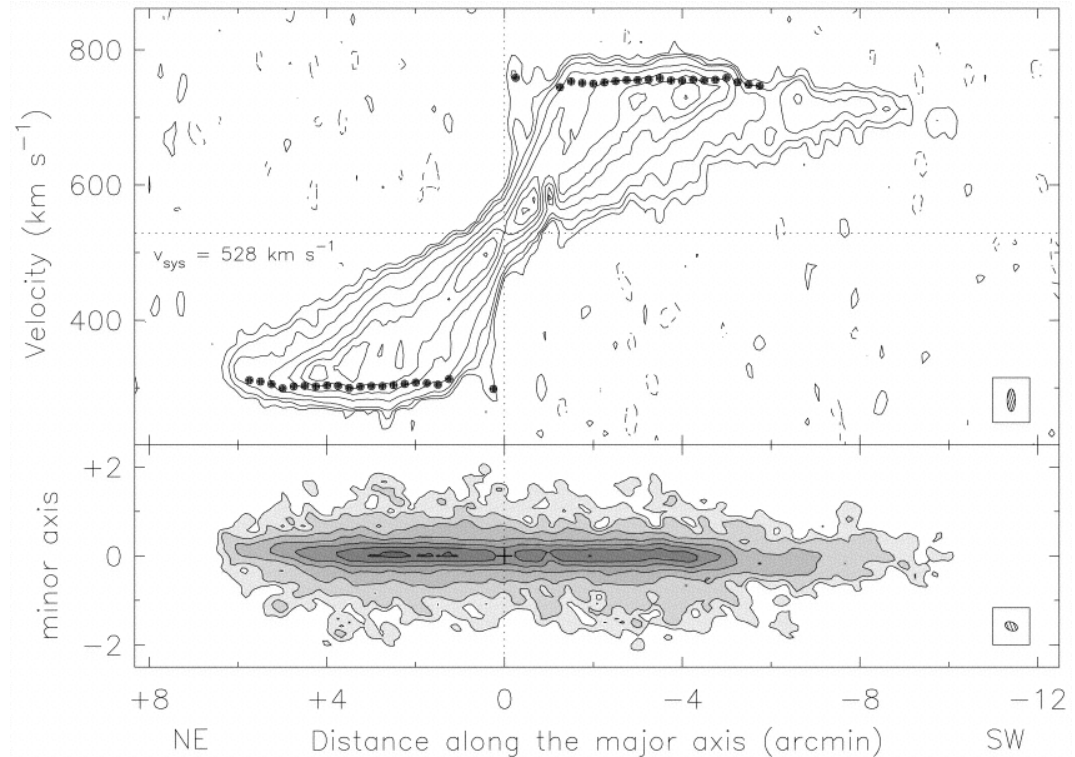 800
600
400
Velocity (km s⁻¹)
v_sys = 528 km s⁻¹
+2
0
−2
minor axis
+8 +4 0 −4 −8 −12
NE Distance along the major axis (arcmin) SW